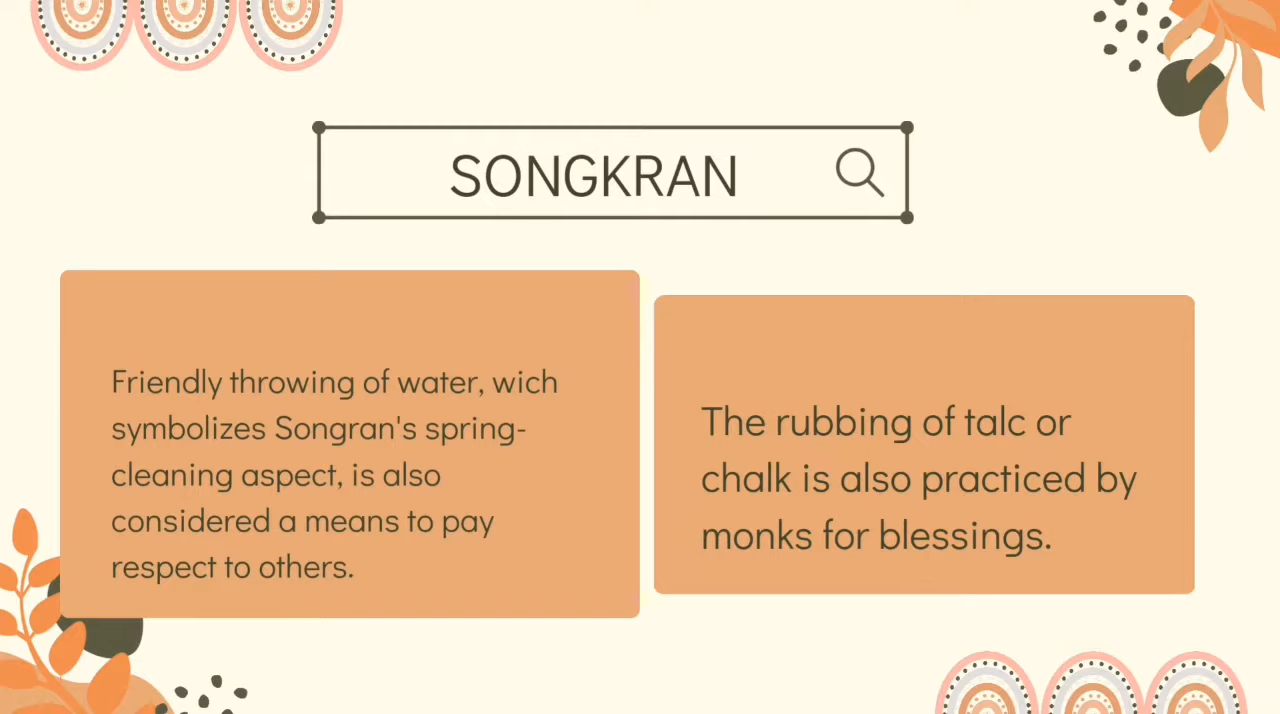 SONGKRAN
Friendly throwing of water, wich
symbolizes Songran's spring-
cleaning aspect, is also
considered a means to pay
respect to others.
The rubbing of talc or
chalk is also practiced by
monks for blessings.